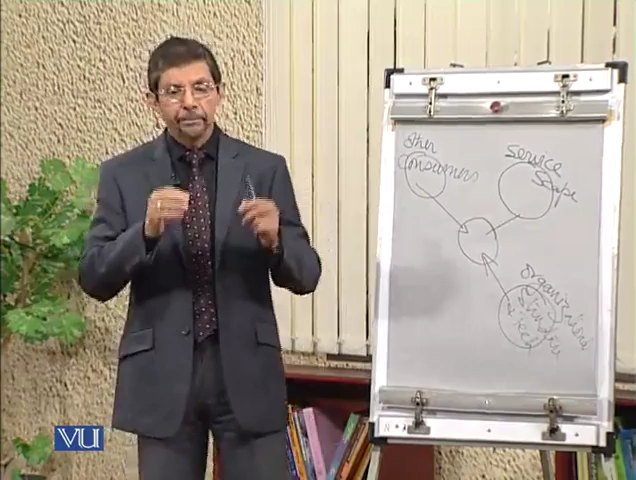 Other
Consumers
Service
Scape
Organizational
VU